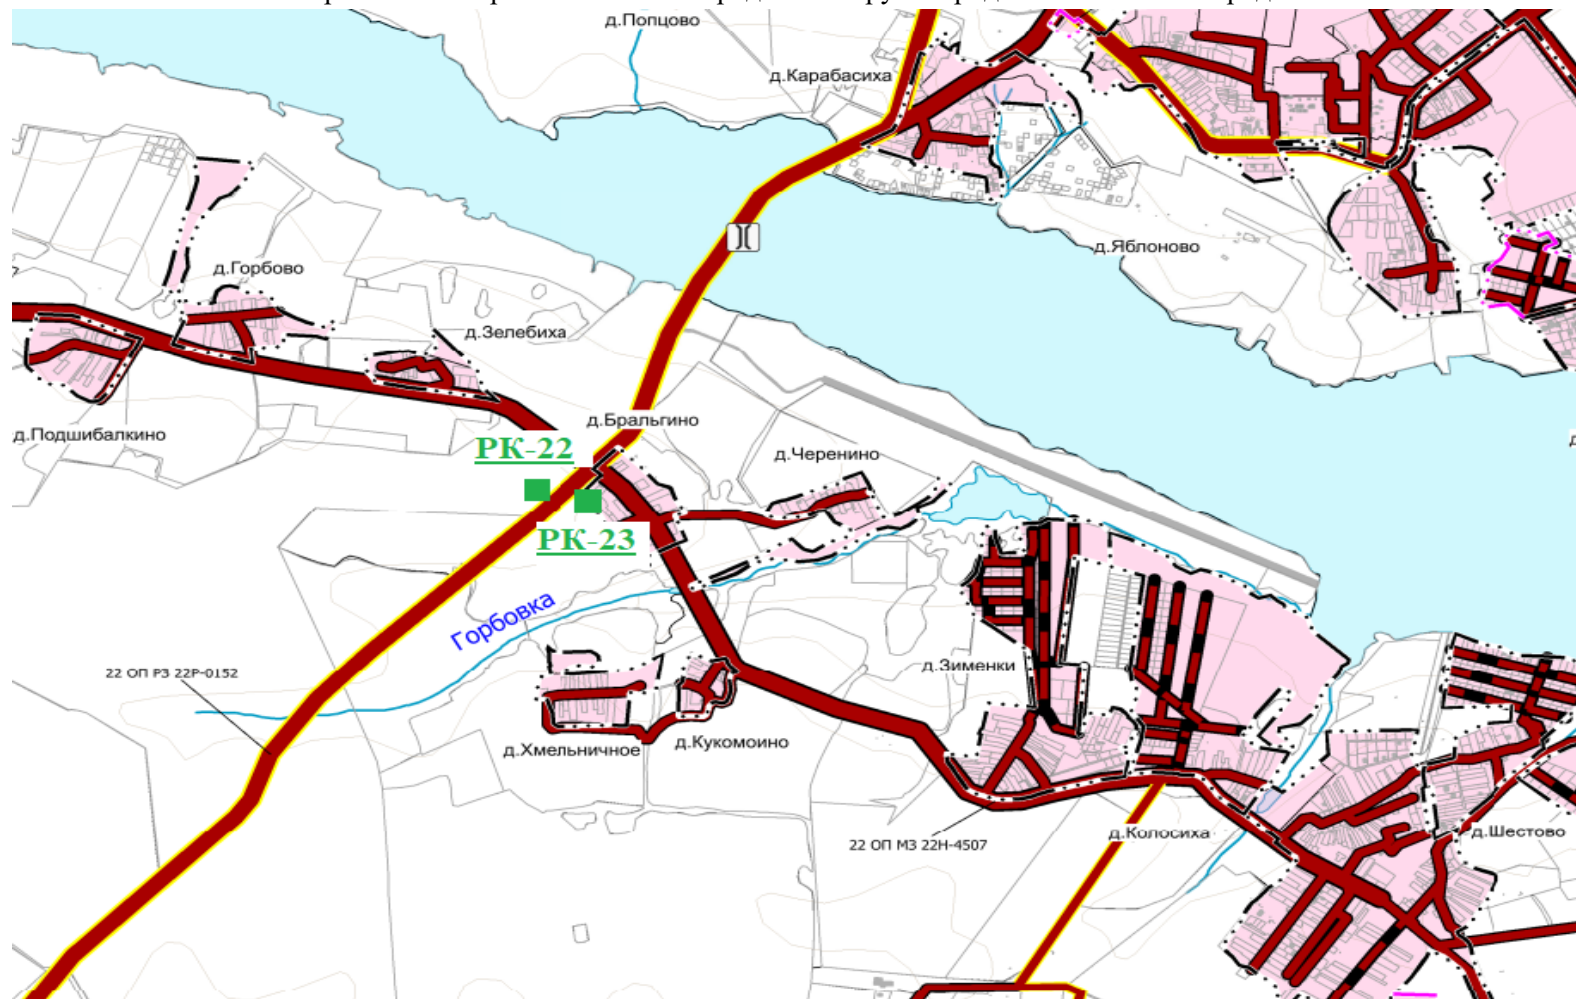 д.Попцово
д.Карабасиха
д.Яблоново
д.Горбово
д.Зелебиха
д.Подшибалкино
д.Бральгино
РК-22
д.Черенино
РК-23
Горбовка
22 ОП РЗ 22Р-0152
д.Зименки
д.Хмельничное
д.Кукомоино
22 ОП МЗ 22Н-4507
д.Колосиха
д.Шестово